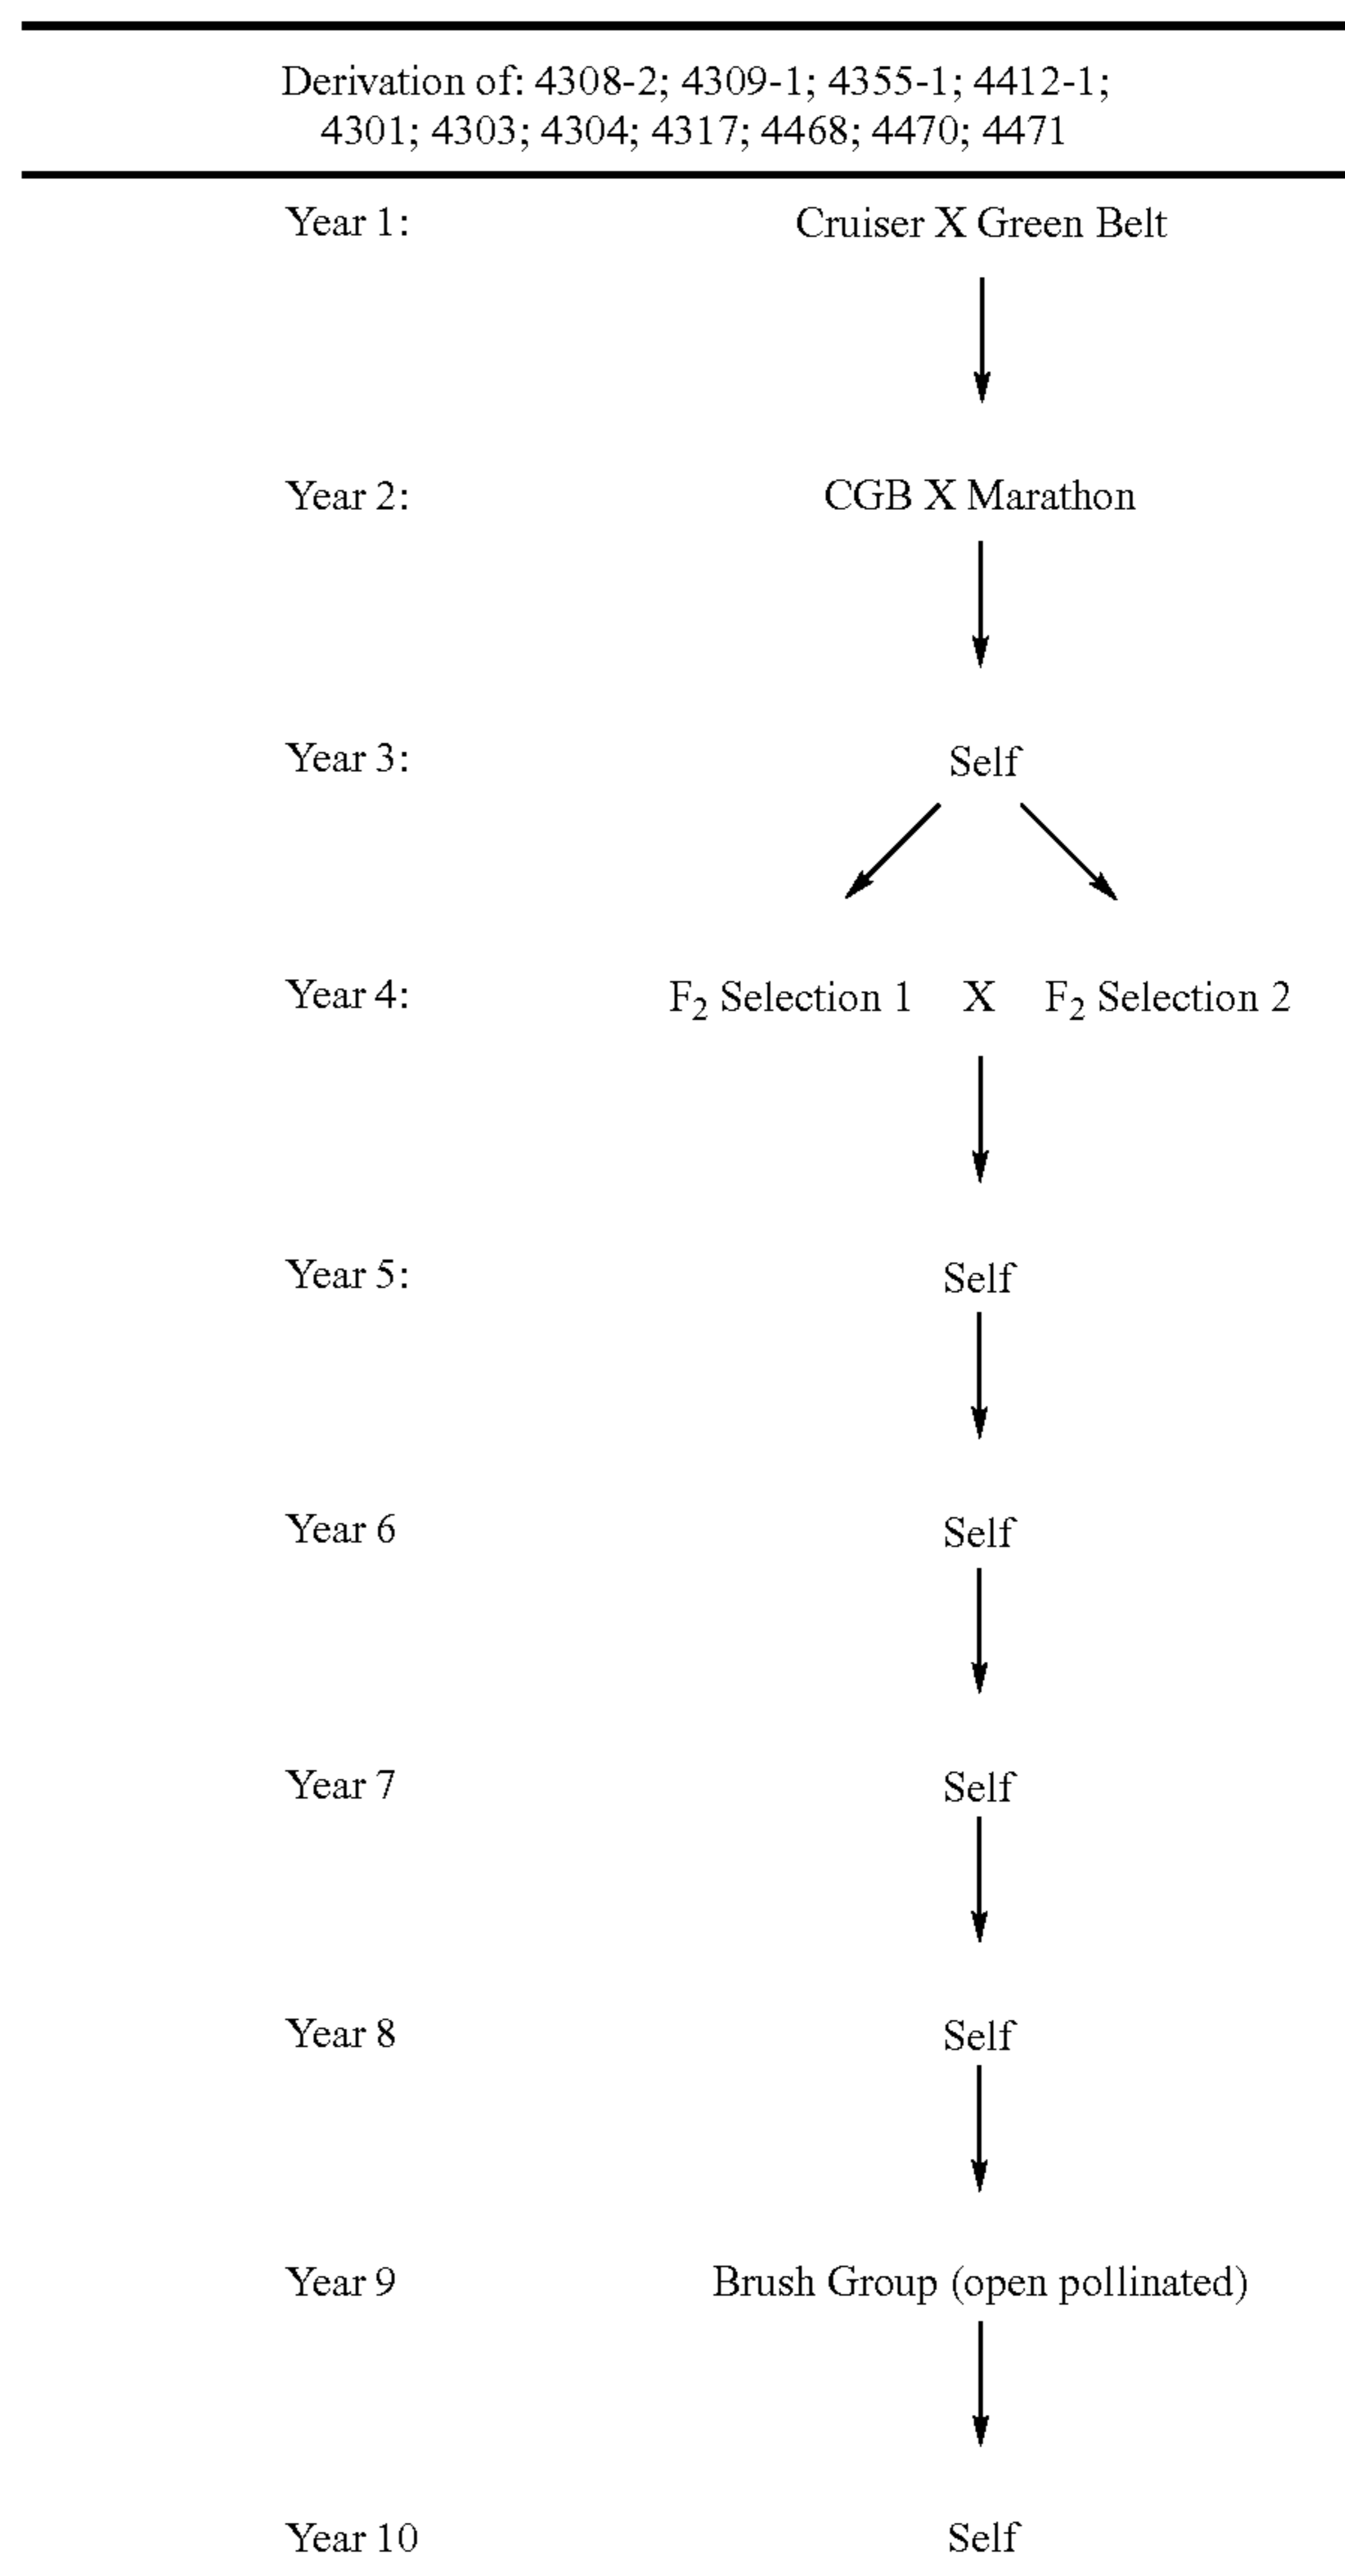 Derivation of: 4308-2; 4309-1; 4355-1; 4412-1;
4301; 4303; 4304; 4317; 4468; 4470; 4471
Year 1: Cruiser X Green Belt
Year 2: CGB X Marathon
Year 3: Self
Year 4: F₂ Selection 1 X F₂ Selection 2
Year 5: Self
Year 6 Self
Year 7 Self
Year 8 Self
Year 9 Brush Group (open pollinated)
Year 10 Self